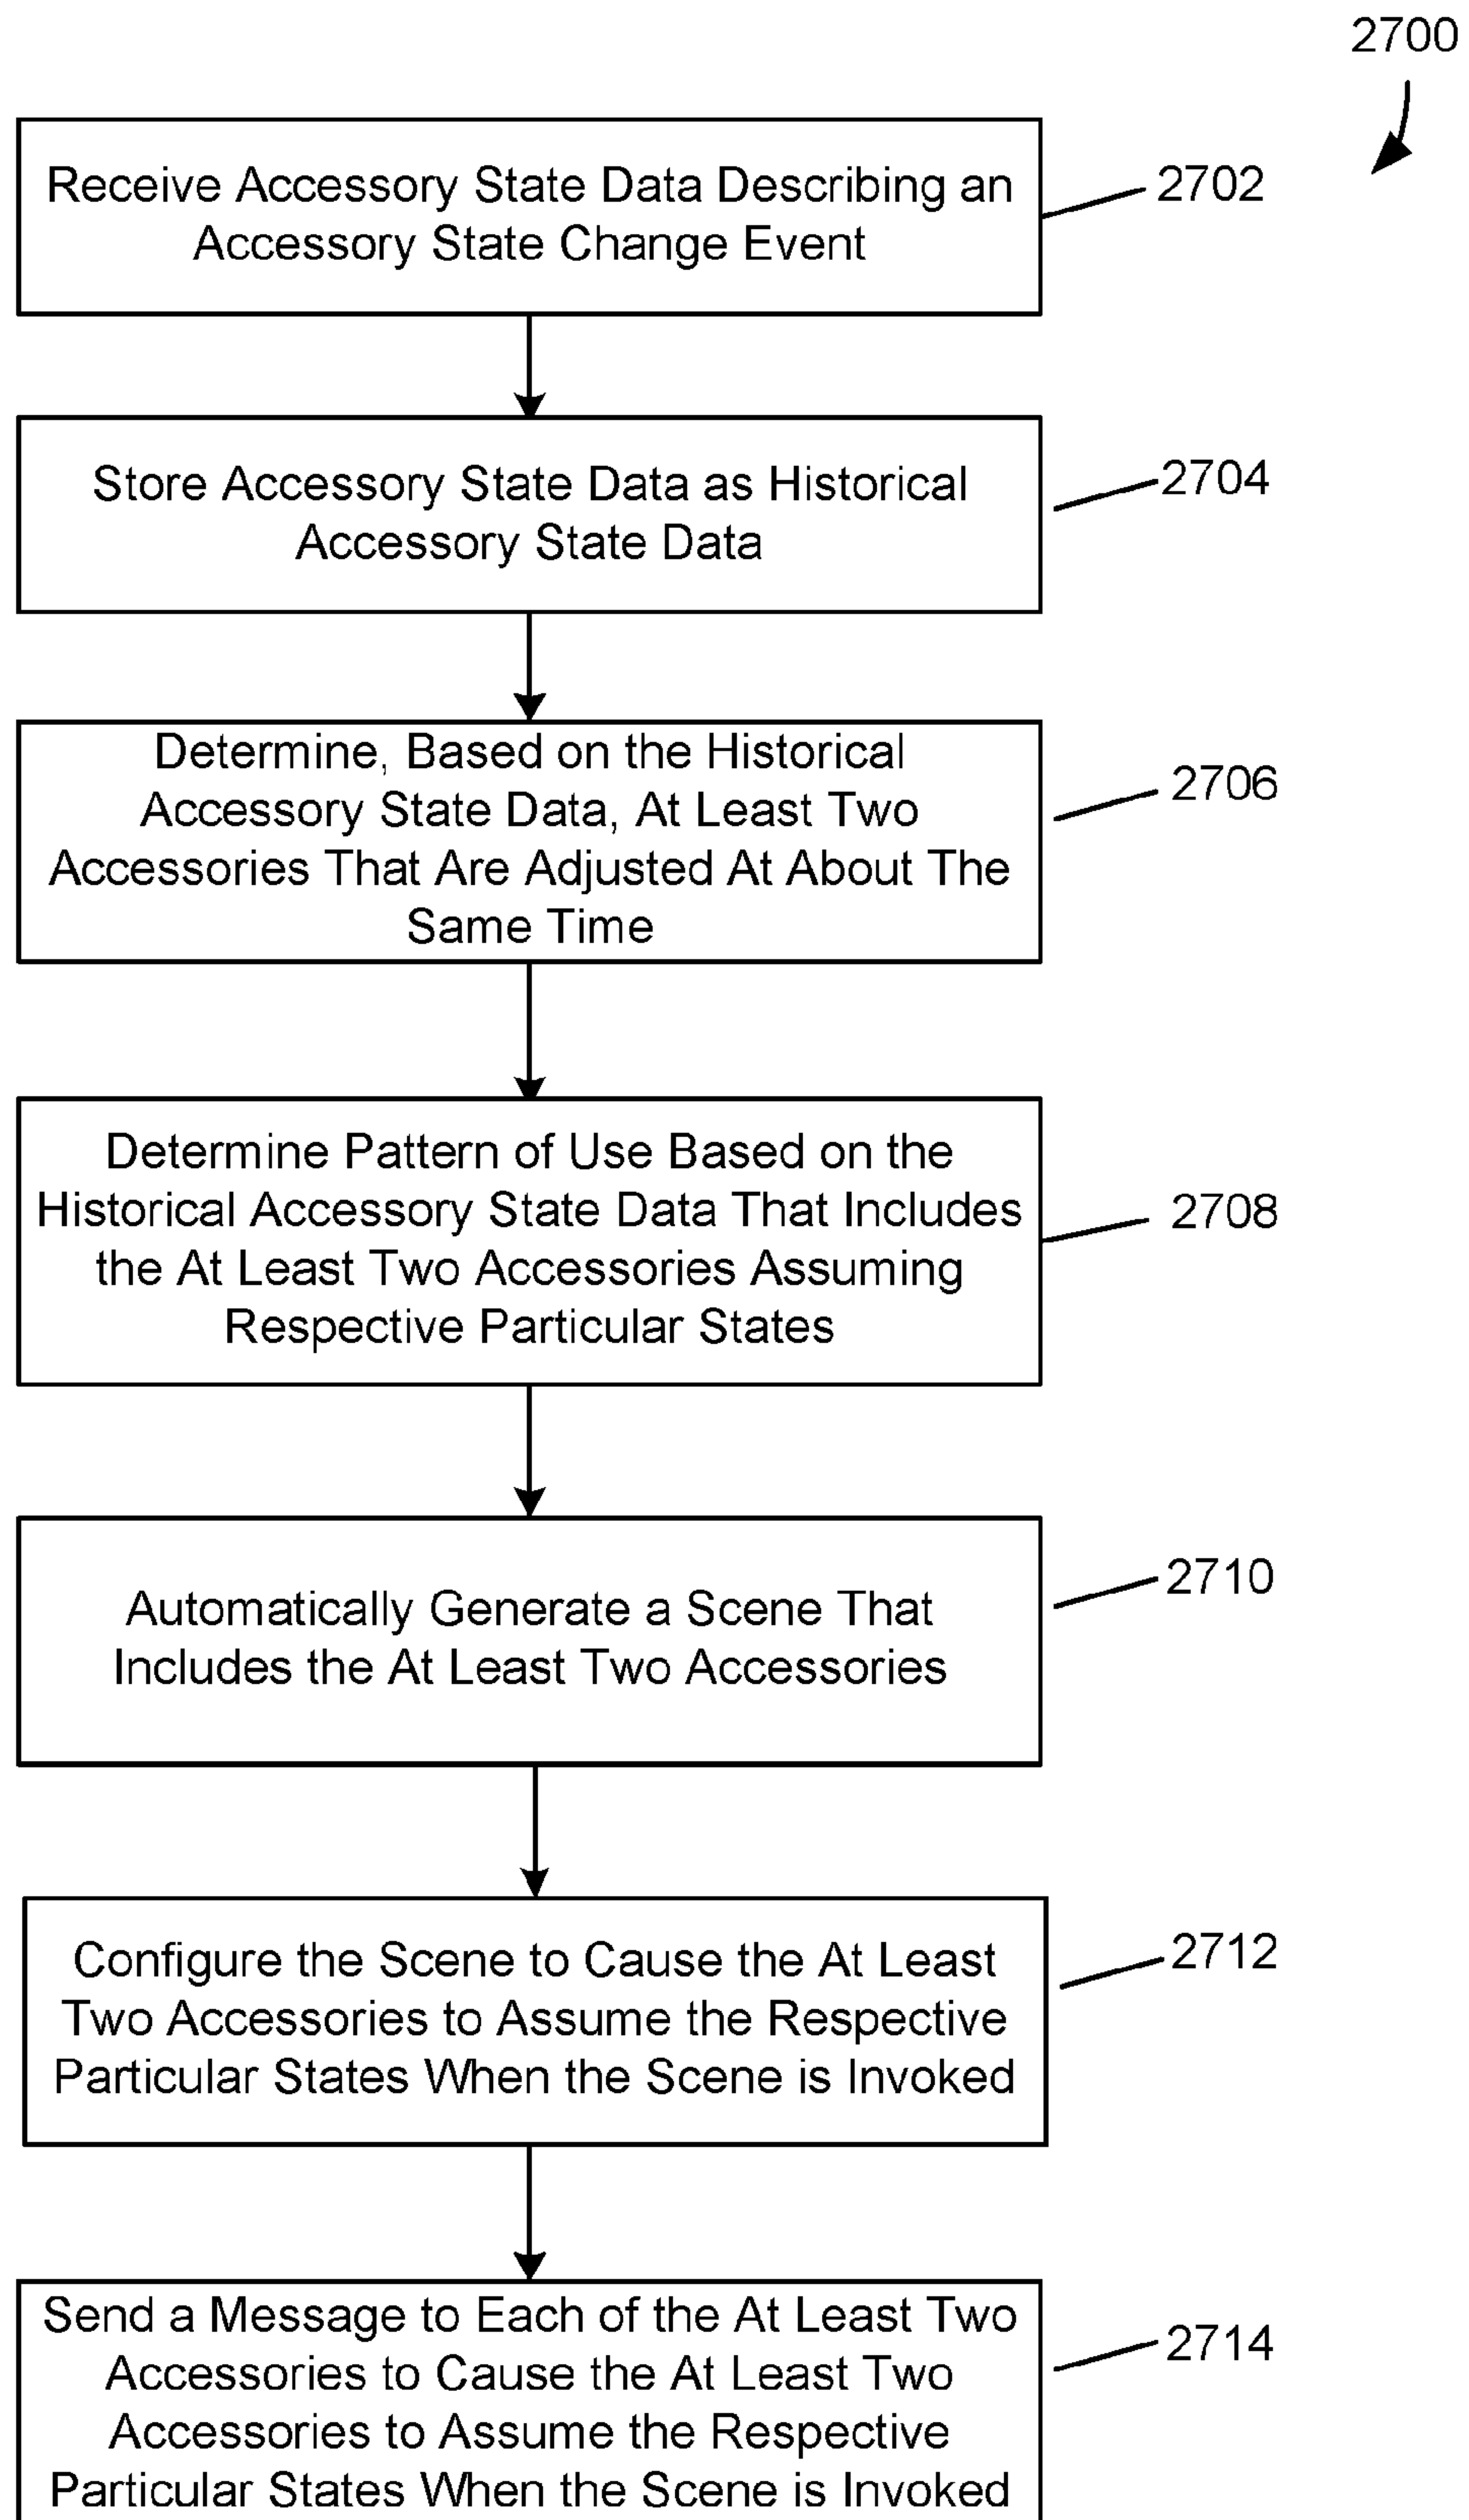 2700
Receive Accessory State Data Describing an
Accessory State Change Event
2702
Store Accessory State Data as Historical
Accessory State Data
2704
Determine, Based on the Historical
Accessory State Data, At Least Two
Accessories That Are Adjusted At About The
Same Time
2706
Determine Pattern of Use Based on the
Historical Accessory State Data That Includes
the At Least Two Accessories Assuming
Respective Particular States
2708
Automatically Generate a Scene That
Includes the At Least Two Accessories
2710
Configure the Scene to Cause the At Least
Two Accessories to Assume the Respective
Particular States When the Scene is Invoked
2712
Send a Message to Each of the At Least Two
Accessories to Cause the At Least Two
Accessories to Assume the Respective
Particular States When the Scene is Invoked
2714